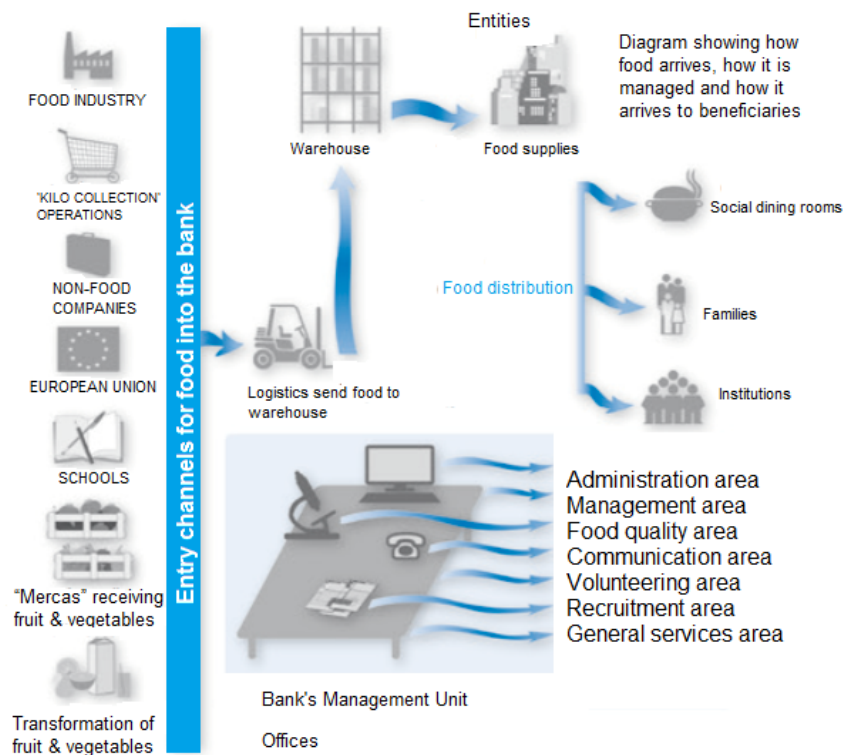 FOOD INDUSTRY
"KILO COLLECTION"
OPERATIONS
NON-FOOD
COMPANIES
EUROPEAN UNION
SCHOOLS
"Mercas" receiving
fruit & vegetables
Transformation of
fruit & vegetables
Entry channels for food into the bank
Logistics send food to
warehouse
Warehouse
Entities
Food supplies
Diagram showing how
food arrives, how it is
managed and how it
arrives to beneficiaries
Food distribution
Social dining rooms
Families
Institutions
Administration area
Management area
Food quality area
Communication area
Volunteering area
Recruitment area
General services area
Bank's Management Unit
Offices